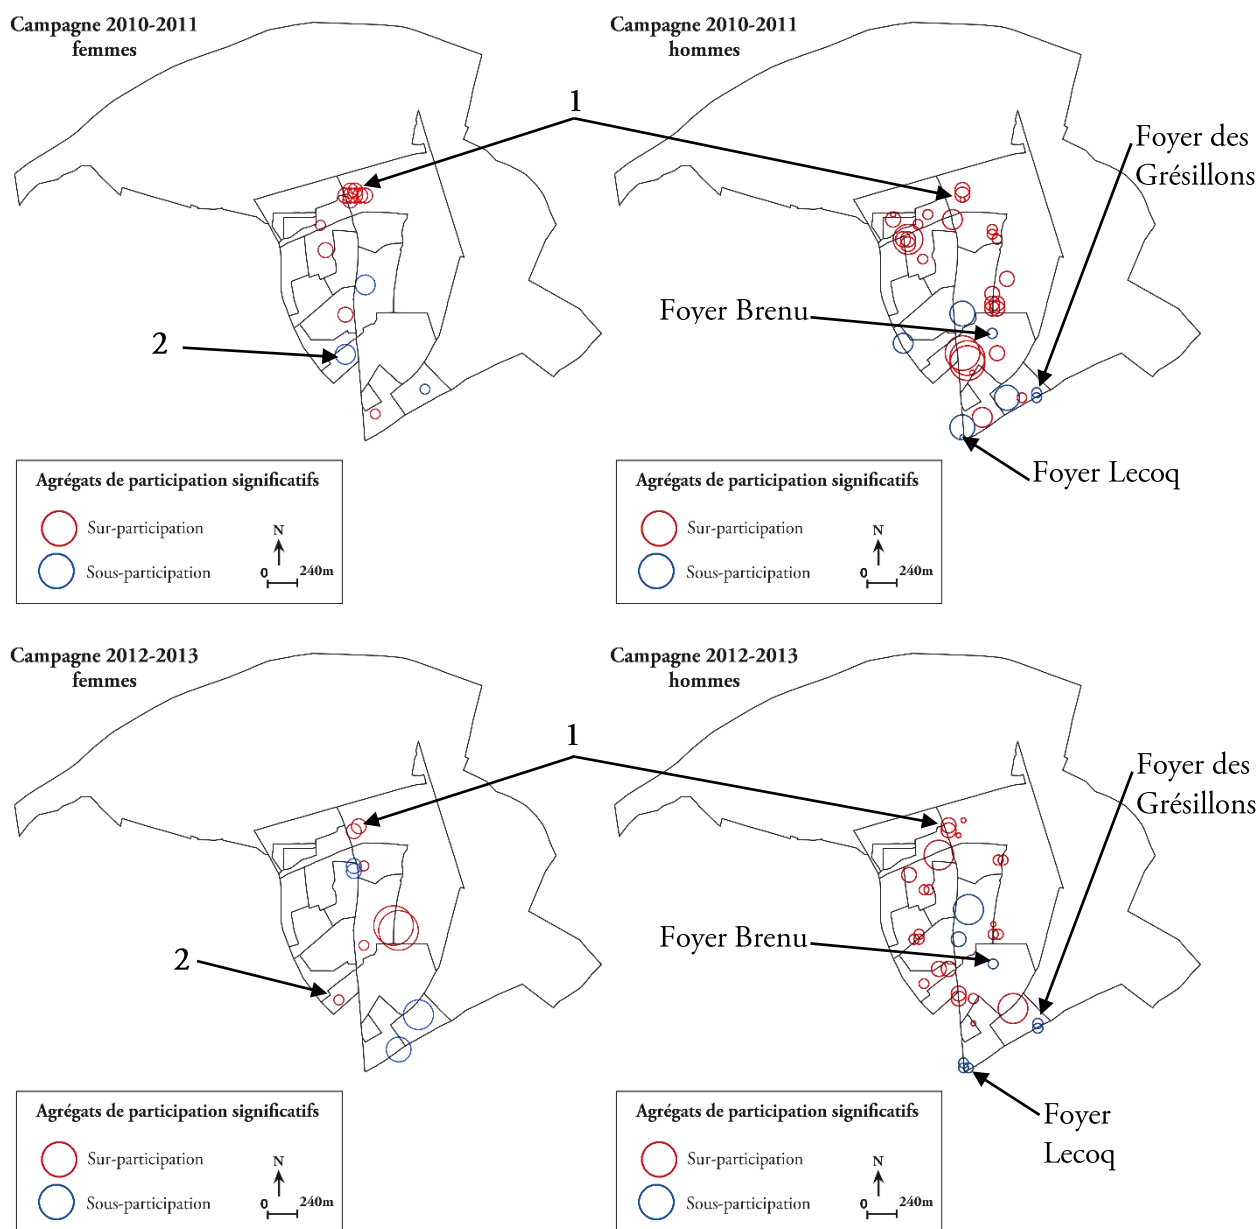 Campagne 2010-2011
femmes
Campagne 2010-2011
hommes
1
Foyer des
Grésillons
Foyer Brenu
2
Foyer Lecoq
Agrégats de participation significatifs
Sur-participation
Sous-participation
N
0 240m
Agrégats de participation significatifs
Sur-participation
Sous-participation
N
0 240m
Campagne 2012-2013
femmes
Campagne 2012-2013
hommes
1
Foyer des
Grésillons
Foyer Brenu
2
Foyer
Lecoq
Agrégats de participation significatifs
Sur-participation
Sous-participation
N
0 240m
Agrégats de participation significatifs
Sur-participation
Sous-participation
N
0 240m